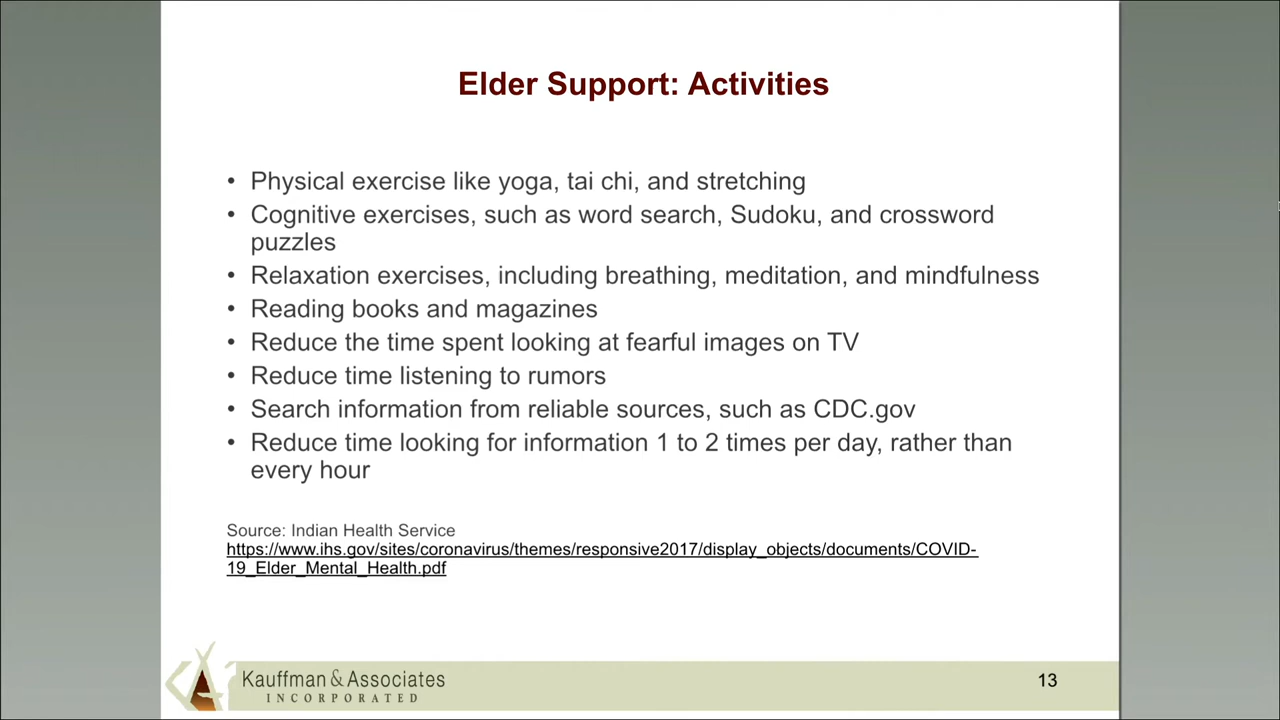 Elder Support: Activities
• Physical exercise like yoga, tai chi, and stretching
• Cognitive exercises, such as word search, Sudoku, and crossword
puzzles
• Relaxation exercises, including breathing, meditation, and mindfulness
• Reading books and magazines
• Reduce the time spent looking at fearful images on TV
• Reduce time listening to rumors
• Search information from reliable sources, such as CDC.gov
• Reduce time looking for information 1 to 2 times per day, rather than
every hour
Source: Indian Health Service
https://www.ihs.gov/sites/coronavirus/themes/responsive2017/display_objects/documents/COVID-
19_Elder_Mental_Health.pdf
Kauffman & Associates
INCORPORATED
13